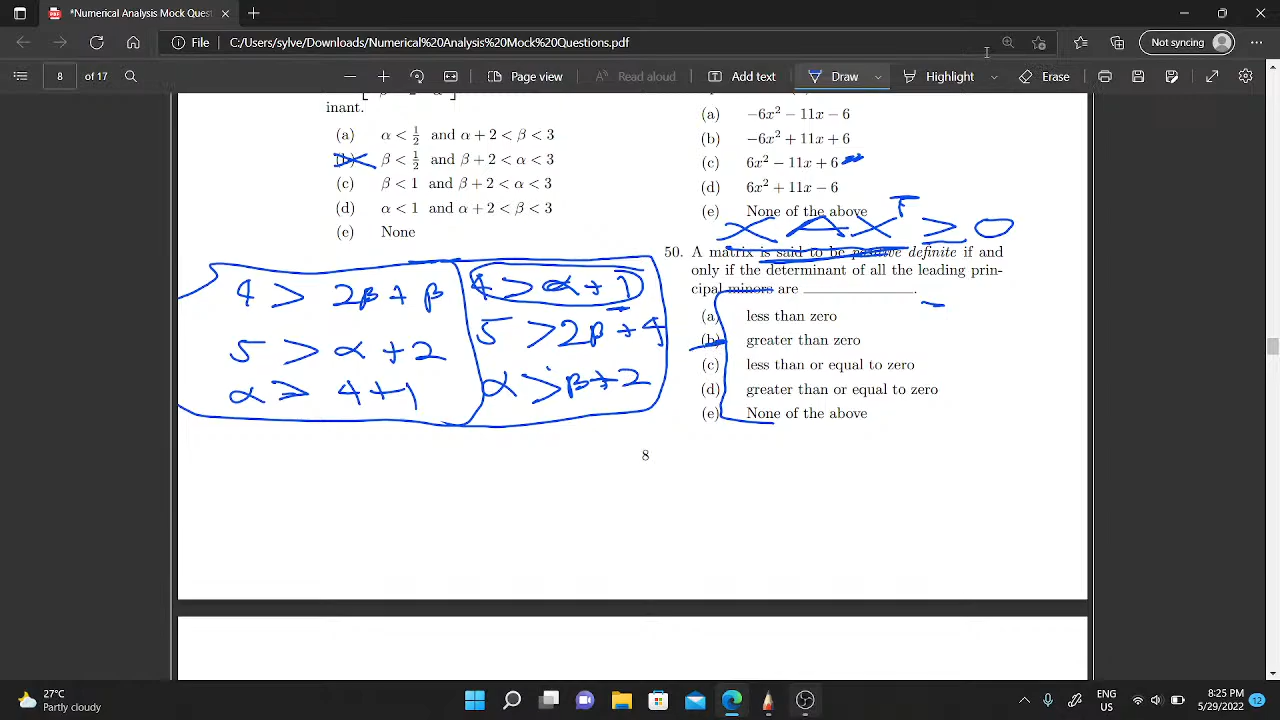 *Numerical Analysis Mock Quest
File
C:/Users/sylve/Downloads/Numerical%20Analysis%20Mock%20Questions.pdf
Not syncing
8 of 17
Page view
Read aloud
Add text
Draw
Highlight
Erase
inant.
(a) α < 1/2 and α + 2 < β < 3
(b) β < 1/2 and β + 2 < α < 3
(c) β < 1 and β + 2 < α < 3
(d) α < 1 and α + 2 < β < 3
(e) None
4 > 2β + β
5 > α + 2
α ≥ 4 + 1
4 > α + 1
5 > 2β + 4
α > β + 2
(a) −6x² − 11x − 6
(b) −6x² + 11x + 6
(c) 6x² − 11x + 6
(d) 6x² + 11x − 6
(e) None of the above
x A x^T ≥ 0
50. A matrix is said to be positive definite if and
only if the determinant of all the leading prin-
cipal minors are ______________.
(a) less than zero
(b) greater than zero
(c) less than or equal to zero
(d) greater than or equal to zero
(e) None of the above
8
27°C
Partly cloudy
ENG
US
8:25 PM
5/29/2022
12